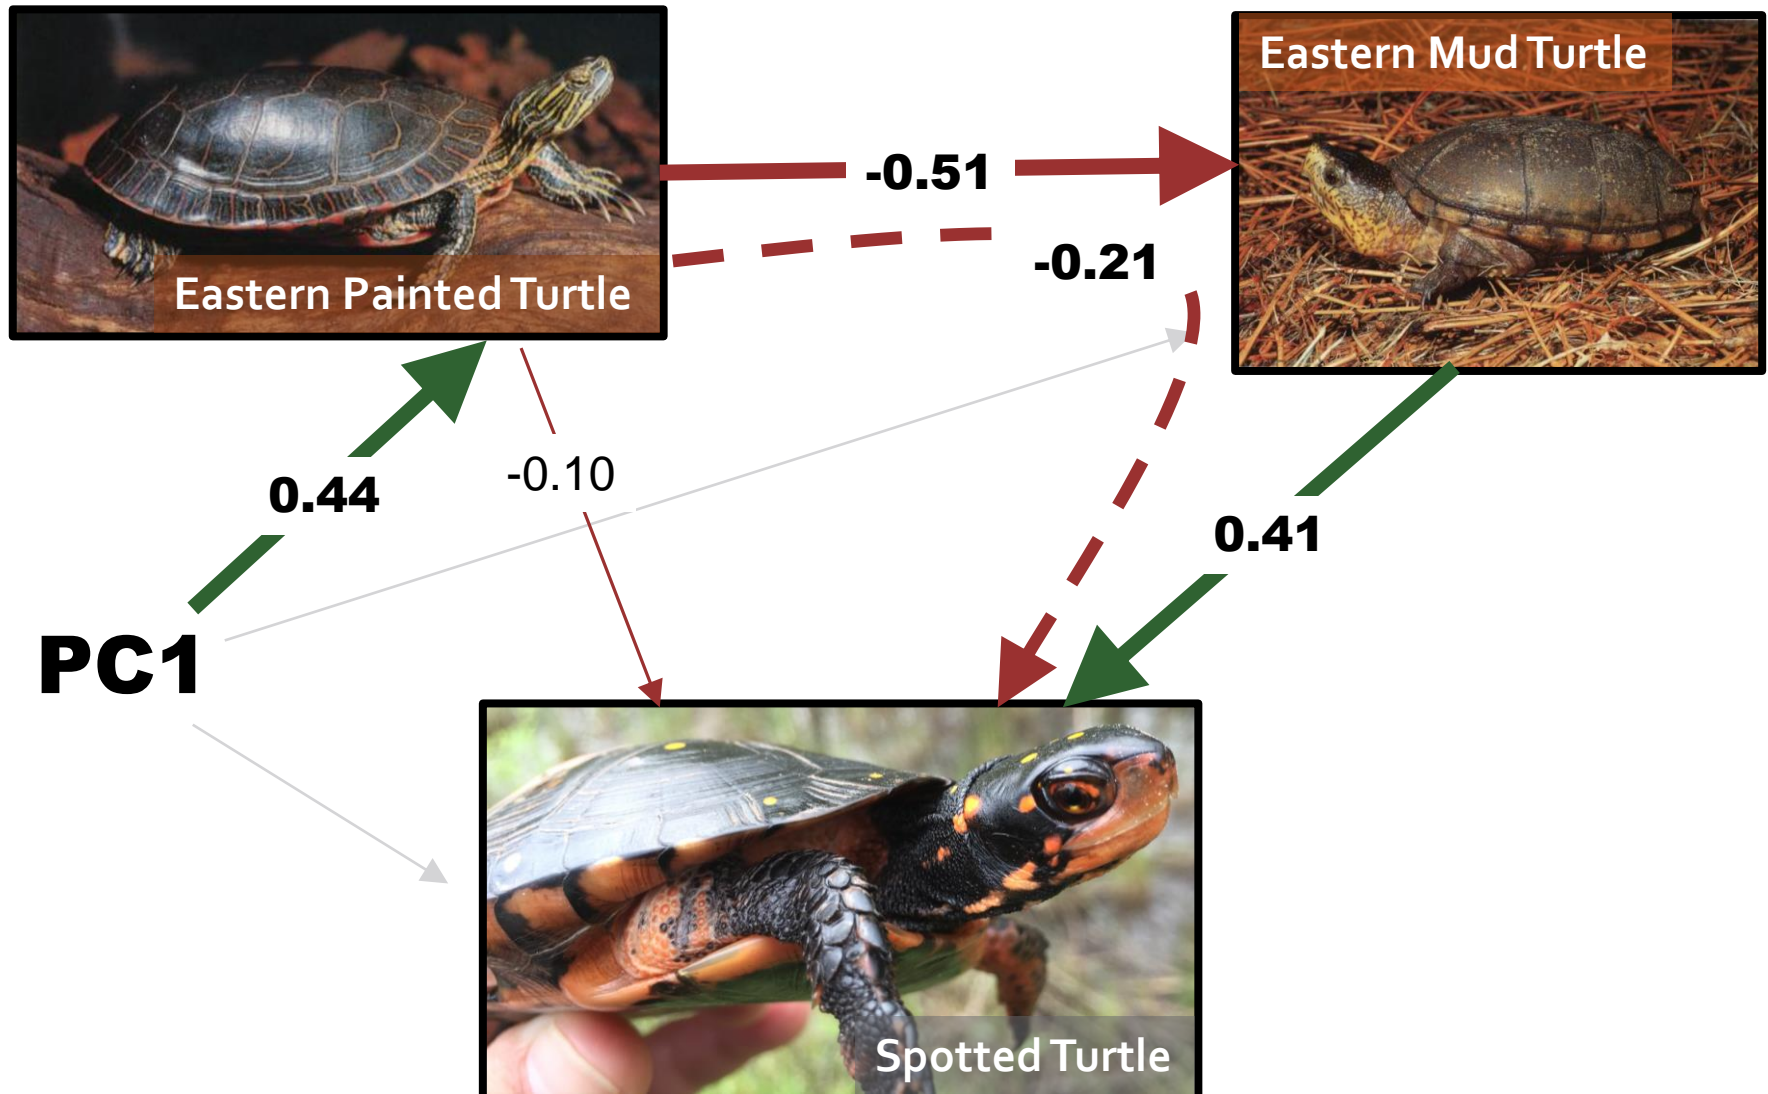 Eastern Mud Turtle
-0.51
-0.21
Eastern Painted Turtle
-0.10
0.44
0.41
PC1
Spotted Turtle